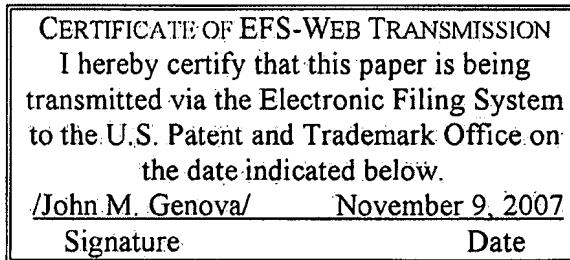 CERTIFICATE OF EFS-WEB TRANSMISSION
I hereby certify that this paper is being
transmitted via the Electronic Filing System
to the U.S. Patent and Trademark Office on
the date indicated below.
/John M. Genova/ November 9, 2007
Signature Date